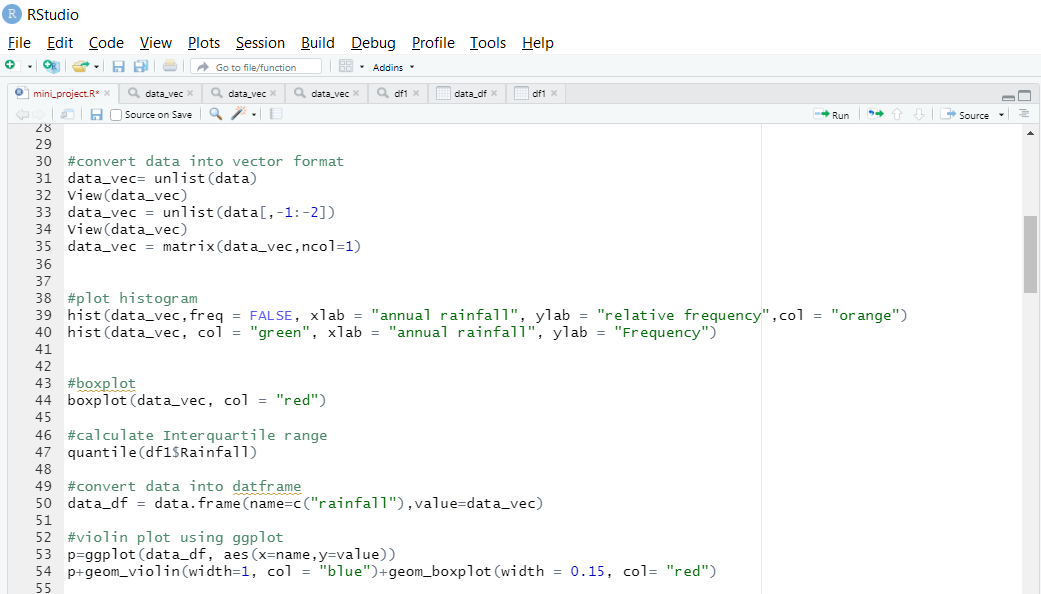 RStudio
File Edit Code View Plots Session Build Debug Profile Tools Help
Go to file/function Addins
mini_project.R* data_vec data_vec data_vec df1 data_df df1
Source on Save Run Source
28
29
30 #convert data into vector format
31 data_vec= unlist(data)
32 View(data_vec)
33 data_vec = unlist(data[,-1:-2])
34 View(data_vec)
35 data_vec = matrix(data_vec,ncol=1)
36
37
38 #plot histogram
39 hist(data_vec,freq = FALSE, xlab = "annual rainfall", ylab = "relative frequency",col = "orange")
40 hist(data_vec, col = "green", xlab = "annual rainfall", ylab = "Frequency")
41
42
43 #boxplot
44 boxplot(data_vec, col = "red")
45
46 #calculate Interquartile range
47 quantile(df1$Rainfall)
48
49 #convert data into datframe
50 data_df = data.frame(name=c("rainfall"),value=data_vec)
51
52 #violin plot using ggplot
53 p=ggplot(data_df, aes(x=name,y=value))
54 p+geom_violin(width=1, col = "blue")+geom_boxplot(width = 0.15, col= "red")
55